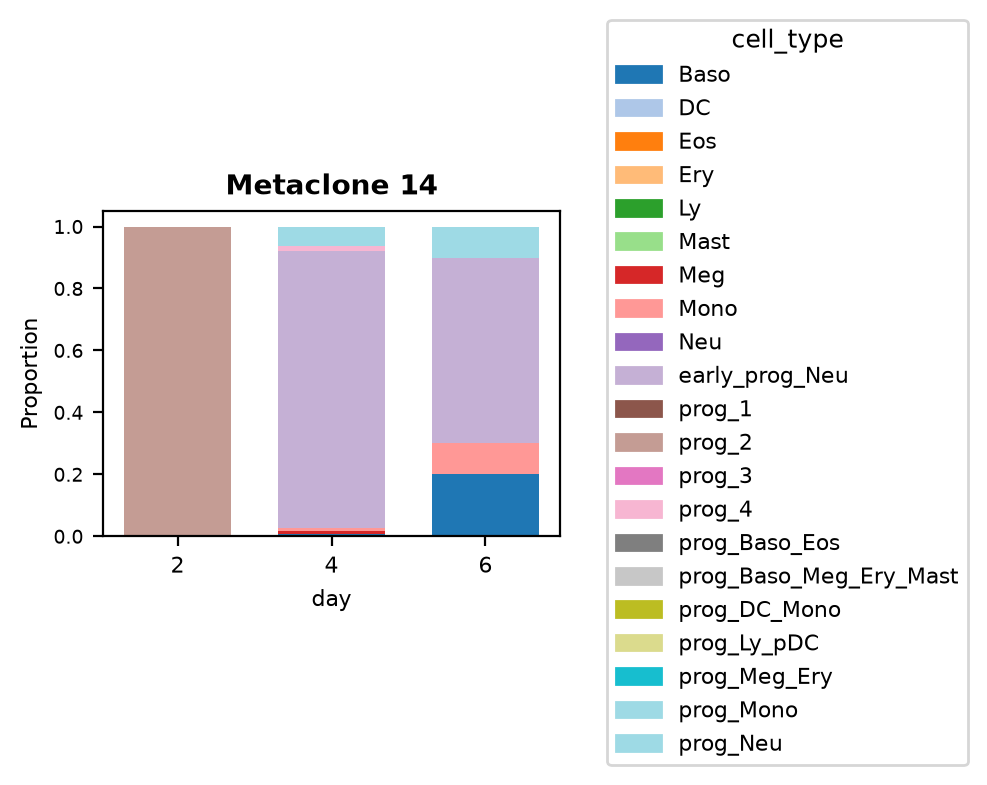 Metaclone 14
Proportion
1.0
0.8
0.6
0.4
0.2
0.0
2 4 6
day
cell_type
Baso
DC
Eos
Ery
Ly
Mast
Meg
Mono
Neu
early_prog_Neu
prog_1
prog_2
prog_3
prog_4
prog_Baso_Eos
prog_Baso_Meg_Ery_Mast
prog_DC_Mono
prog_Ly_pDC
prog_Meg_Ery
prog_Mono
prog_Neu